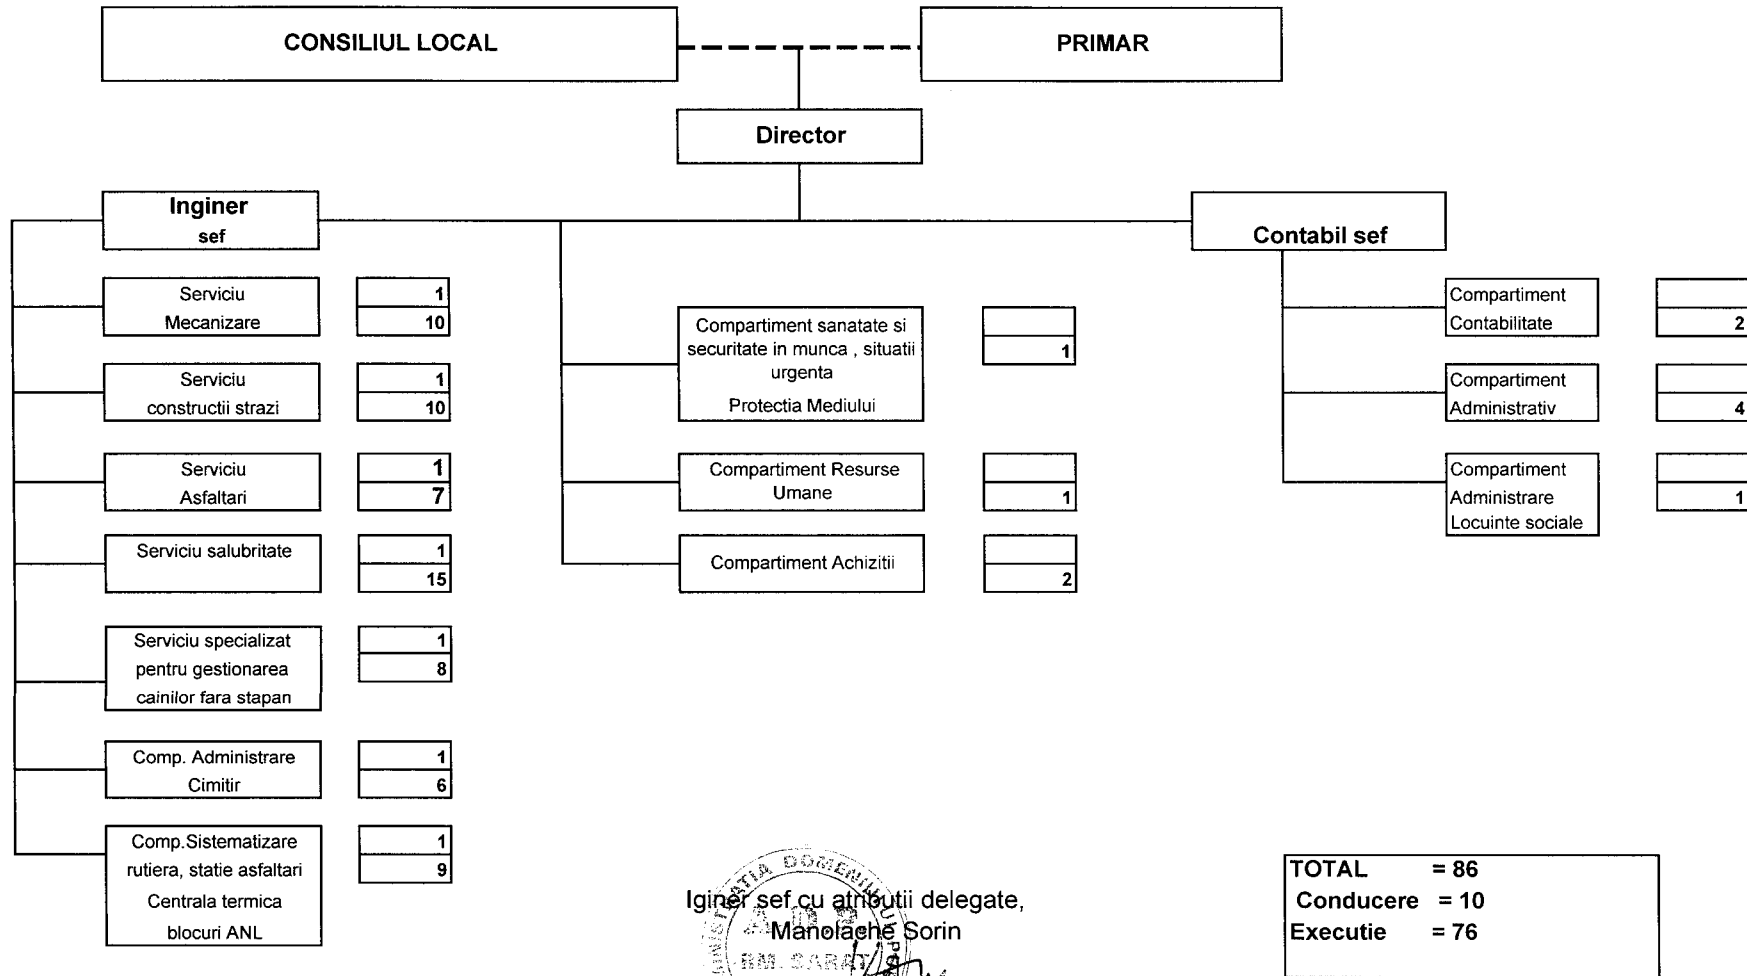 CONSILIUL LOCAL
PRIMAR
Director
Inginer
sef
Contabil sef
Serviciu
Mecanizare
1
10
Serviciu
constructii strazi
1
10
Serviciu
Asfaltari
1
7
Serviciu salubritate
1
15
Serviciu specializat
pentru gestionarea
cainilor fara stapan
1
8
Comp. Administrare
Cimitir
1
6
Comp.Sistematizare
rutiera, statie asfaltari
Centrala termica
blocuri ANL
1
9
Compartiment sanatate si
securitate in munca , situatii
urgenta
Protectia Mediului
1
Compartiment Resurse
Umane
1
Compartiment Achizitii
2
Compartiment
Contabilitate
2
Compartiment
Administrativ
4
Compartiment
Administrare
Locuinte sociale
1
Iginer sef cu atributii delegate,
Manolache Sorin
A.D.P.
RM. SARAT
TOTAL = 86
Conducere = 10
Executie = 76